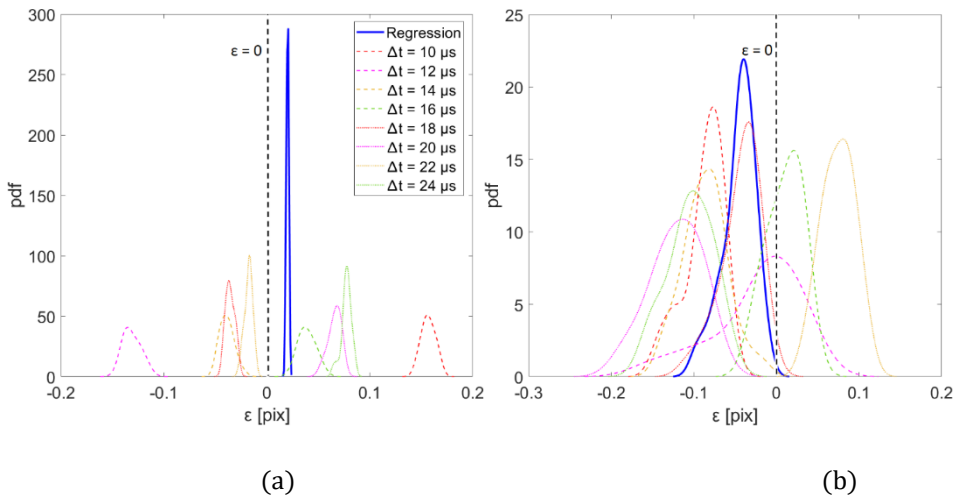 (a)
(b)
300
250
200
150
100
50
0
pdf
-0.2
-0.1
0
0.1
0.2
ε [pix]
ε = 0
Regression
Δt = 10 μs
Δt = 12 μs
Δt = 14 μs
Δt = 16 μs
Δt = 18 μs
Δt = 20 μs
Δt = 22 μs
Δt = 24 μs
25
20
15
10
5
0
pdf
-0.3
-0.2
-0.1
0
0.1
0.2
ε [pix]
ε = 0
(a)
(b)